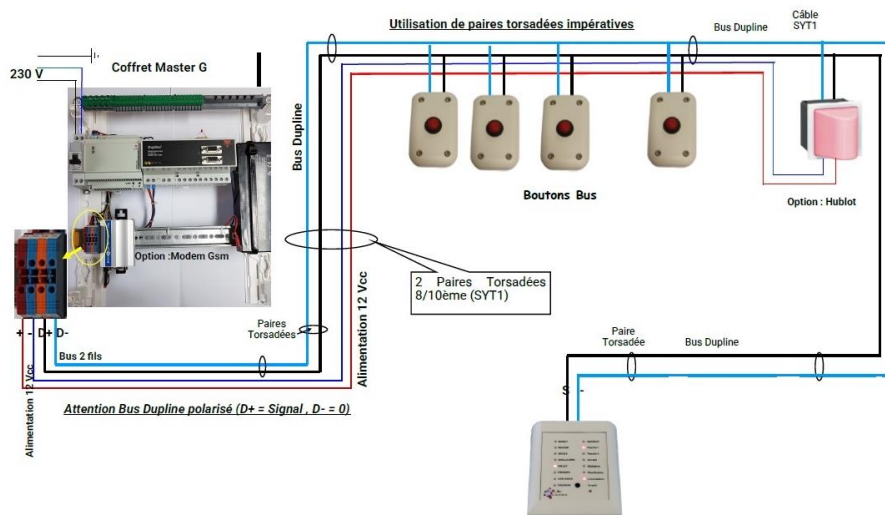 Utilisation de paires torsadées impératives
Bus Dupline
Câble
SYT1
230 V
Coffret Master G
Bus Dupline
Boutons Bus
Option : Hublot
Option :Modem Gsm
2 Paires Torsadées
8/10ème (SYT1)
Alimentation 12 Vcc
+ - D+ D-
Paires
Torsadées
Bus 2 fils
Alimentation 12 Vcc
Attention Bus Dupline polarisé (D+ = Signal , D- = 0)
Paire
Torsadée
Bus Dupline
S -